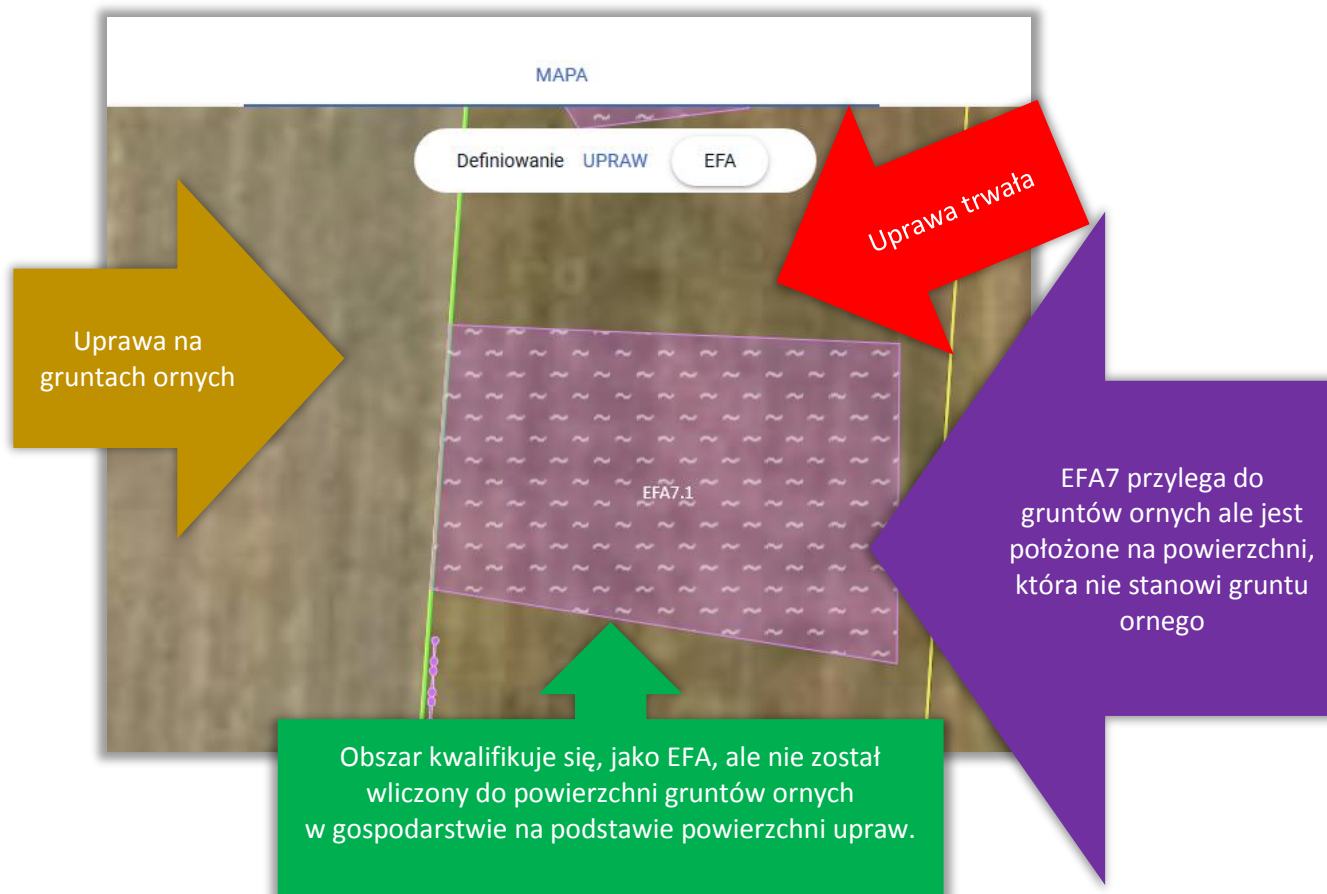 MAPA
Definiowanie UPRAW EFA
Uprawa trwała
Uprawa na
gruntach ornych
EFA7.1
EFA7 przylega do
gruntów ornych ale jest
położone na powierzchni,
która nie stanowi gruntu
ornego
Obszar kwalifikuje się, jako EFA, ale nie został
wliczony do powierzchni gruntów ornych
w gospodarstwie na podstawie powierzchni upraw.